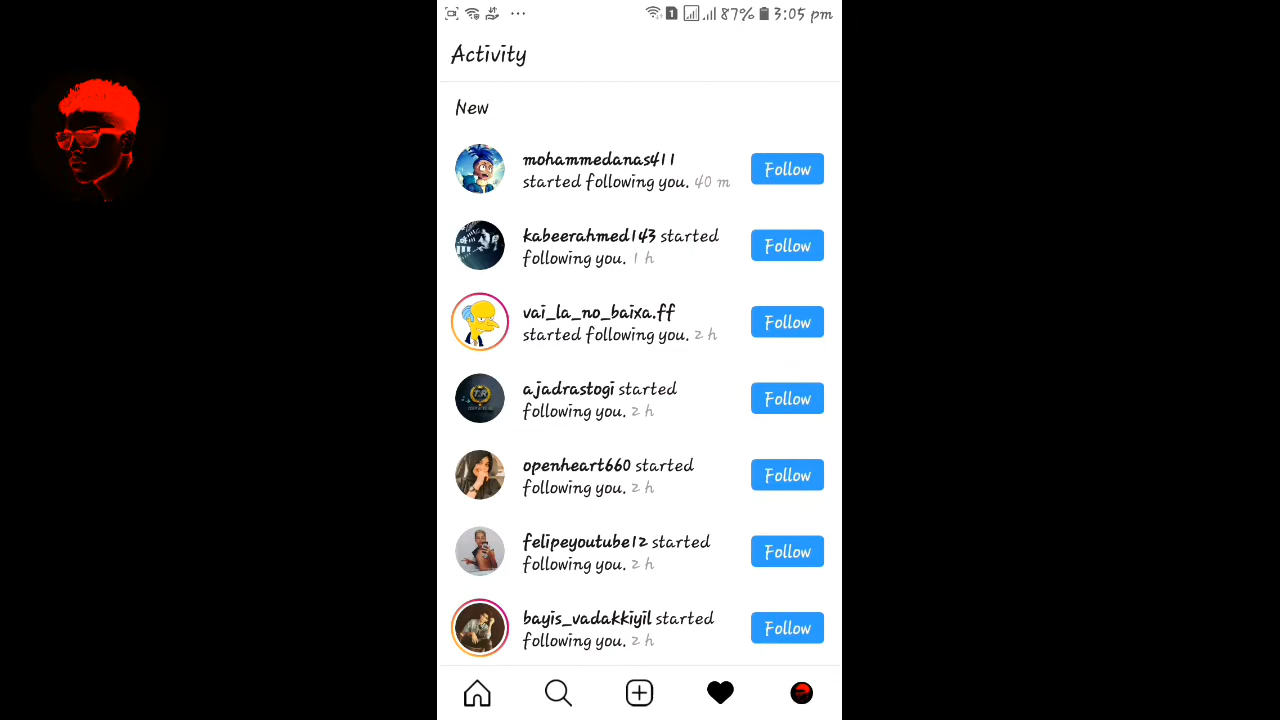 1 87% 3:05 pm
Activity
New
mohammedanas411
started following you. 40 m
Follow
kabeerahmed143 started
following you. 1 h
Follow
vai_la_no_baixa.ff
started following you. 2 h
Follow
ajadrastogi started
following you. 2 h
Follow
openheart660 started
following you. 2 h
Follow
felipeyoutube12 started
following you. 2 h
Follow
bayis_vadakkiyil started
following you. 2 h
Follow